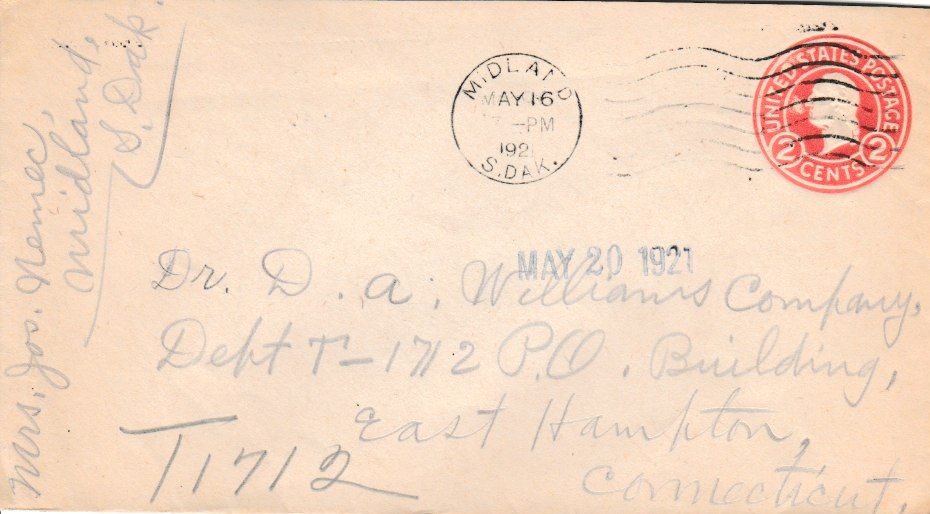 Mrs. Jos. Nemec,
Midland,
S. Dak.
MIDLAND
MAY 16
7 -PM
192
S. DAK.
UNITED STATES POSTAGE
2 CENTS 2
MAY 20 1921
Dr. D. A. Williams Company,
Dept T-1712 P.O. Building,
East Hampton,
Connecticut.
T1712